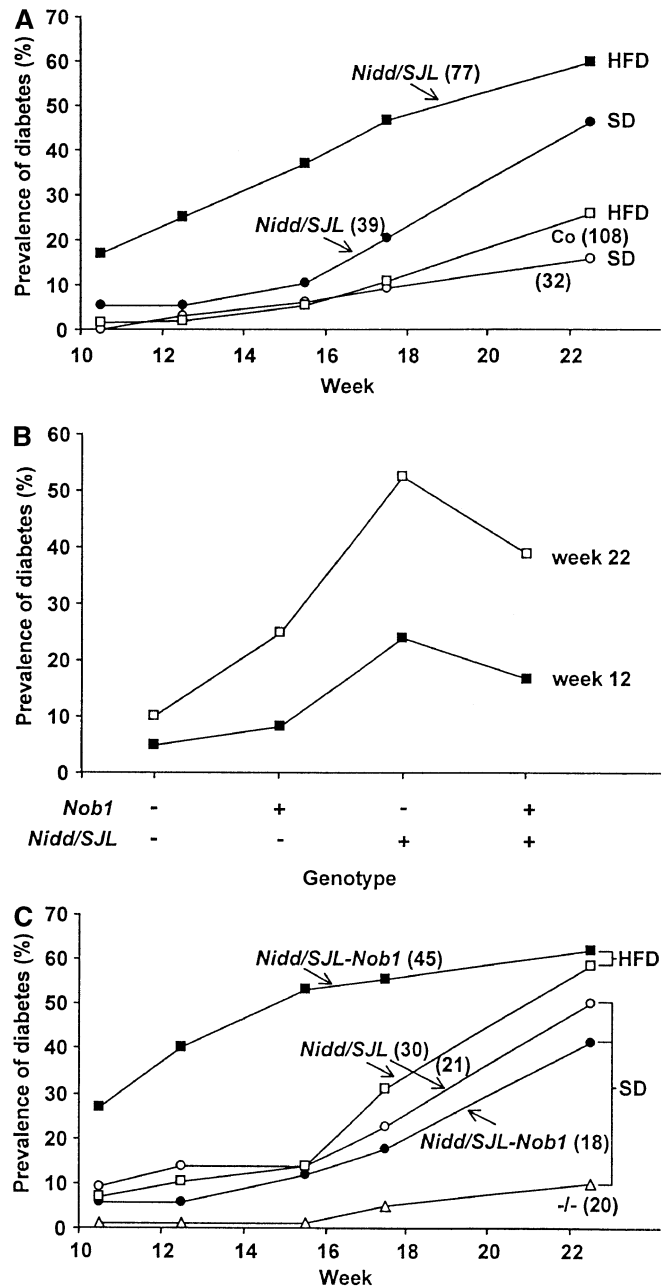 A
Prevalence of diabetes (%)
70
60
50
40
30
20
10
0
Nidd/SJL (77)
HFD
SD
Nidd/SJL (39)
HFD
Co (108)
SD
(32)
10 12 14 16 18 20 22
Week
B
Prevalence of diabetes (%)
60
50
40
30
20
10
0
week 22
week 12
Nob1 - + - +
Nidd/SJL - - + +
Genotype
C
Prevalence of diabetes (%)
70
60
50
40
30
20
10
0
Nidd/SJL-Nob1 (45)
HFD
Nidd/SJL (30)
(21)
SD
Nidd/SJL-Nob1 (18)
-/- (20)
10 12 14 16 18 20 22
Week